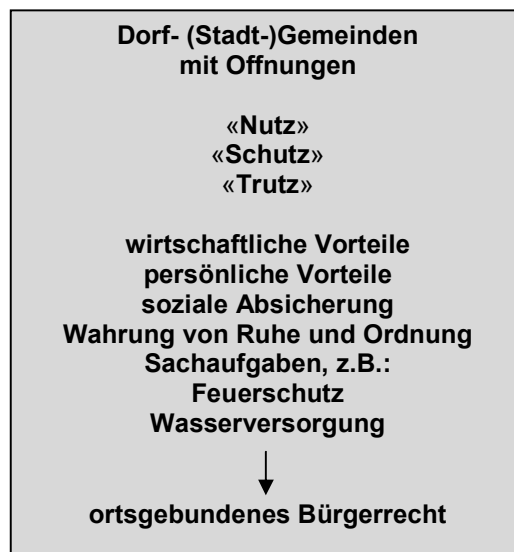 Dorf- (Stadt-)Gemeinden
mit Offnungen
«Nutz»
«Schutz»
«Trutz»
wirtschaftliche Vorteile
persönliche Vorteile
soziale Absicherung
Wahrung von Ruhe und Ordnung
Sachaufgaben, z.B.:
Feuerschutz
Wasserversorgung
ortsgebundenes Bürgerrecht